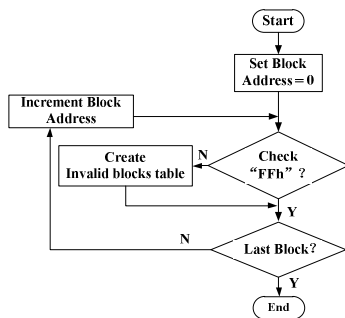 Start
Set Block
Address=0
Increment Block
Address
Check
"FFh" ?
N
Create
Invalid blocks table
Y
N
Last Block?
Y
End